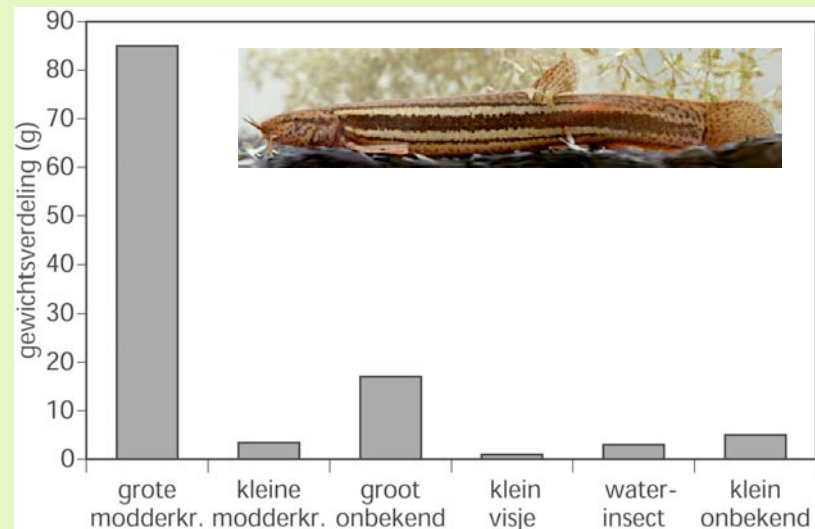 90
80
70
60
50
40
30
20
10
0
gewichtsverdeling (g)
grote
modderkr.
kleine
modderkr.
groot
onbekend
klein
visje
water-
insect
klein
onbekend